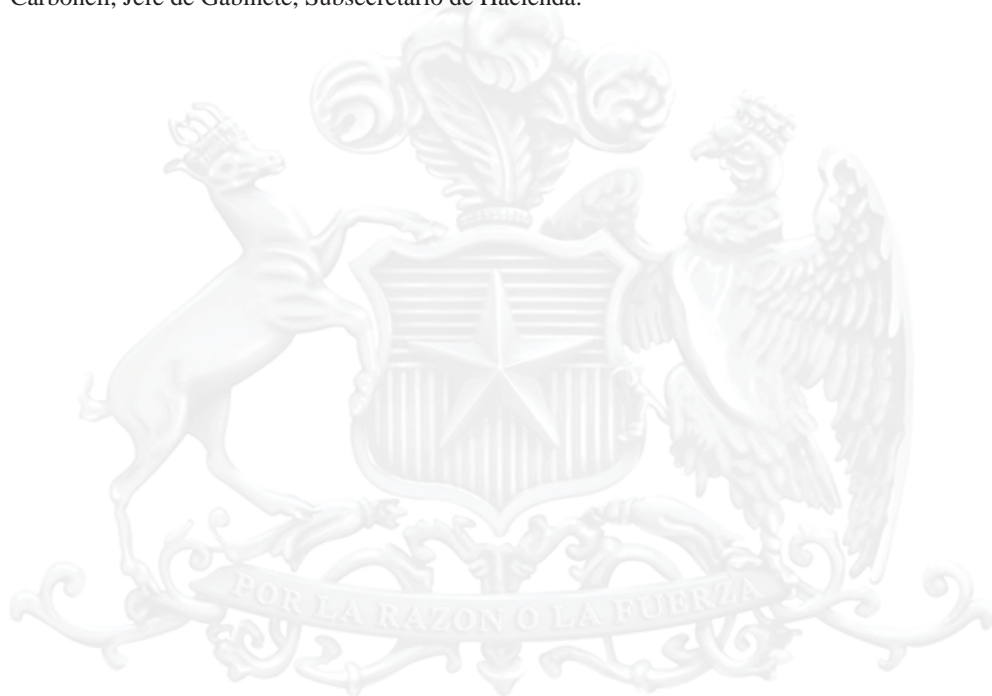 Carbonell, Jefe de Gabinete, Subsecretario de Hacienda.
POR LA RAZON O LA FUERZA